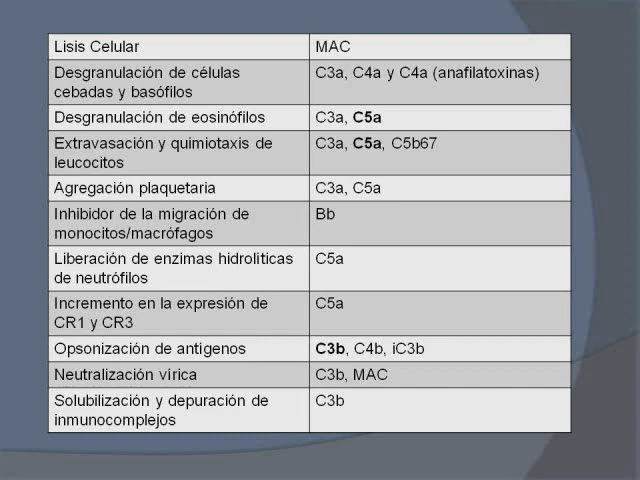 Lisis Celular
MAC
Desgranulación de células
cebadas y basófilos
C3a, C4a y C4a (anafilatoxinas)
Desgranulación de eosinófilos
C3a, C5a
Extravasación y quimiotaxis de
leucocitos
C3a, C5a, C5b67
Agregación plaquetaria
C3a, C5a
Inhibidor de la migración de
monocitos/macrófagos
Bb
Liberación de enzimas hidrolíticas
de neutrófilos
C5a
Incremento en la expresión de
CR1 y CR3
C5a
Opsonización de antigenos
C3b, C4b, iC3b
Neutralización vírica
C3b, MAC
Solubilización y depuración de
inmunocomplejos
C3b